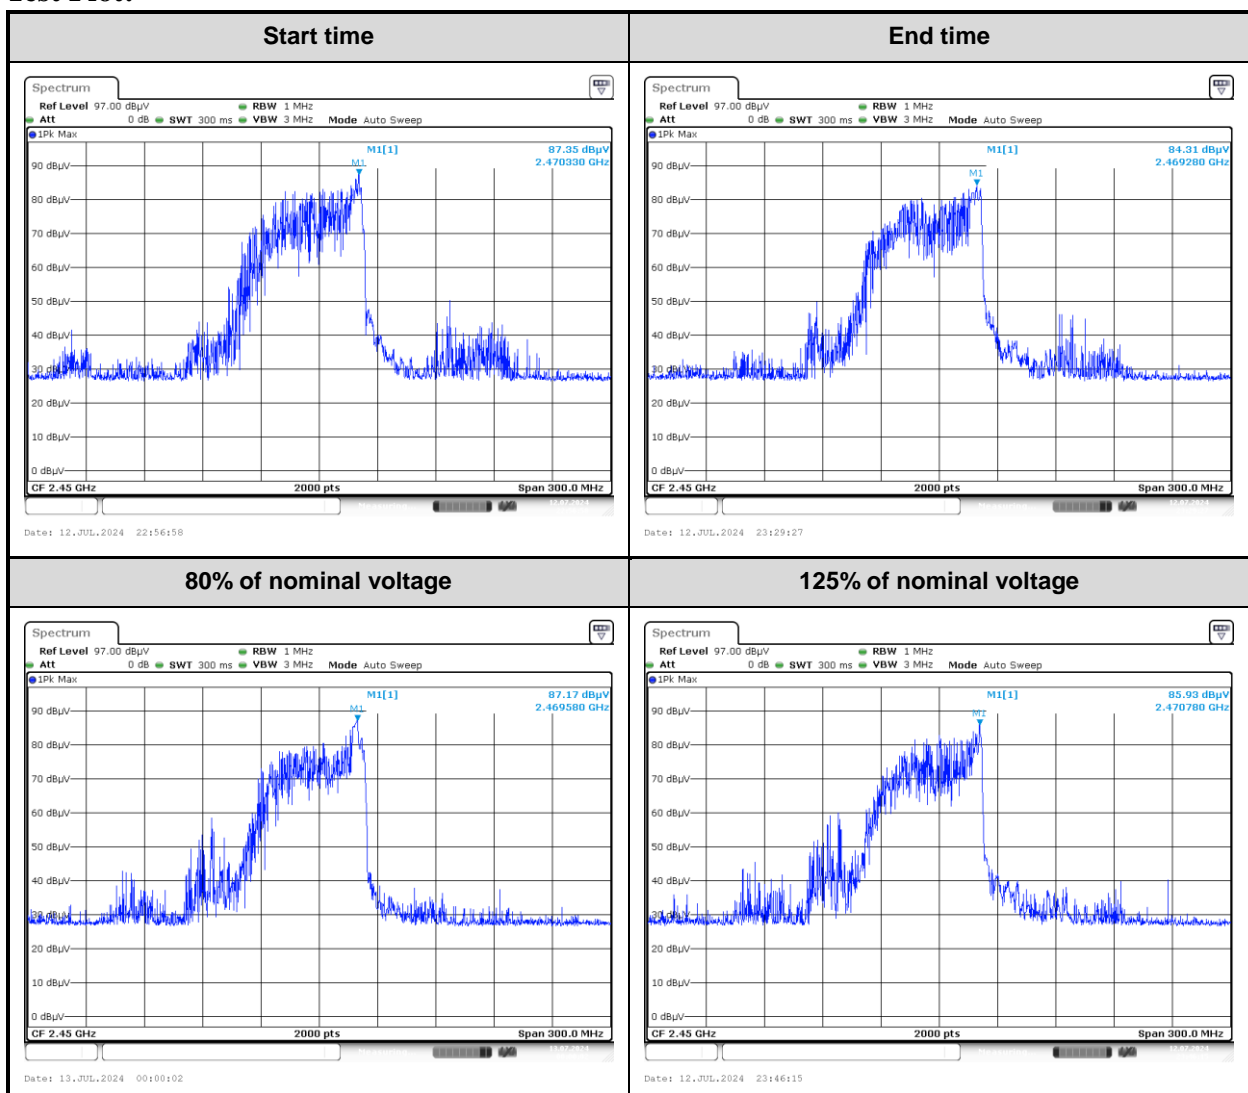 Start time
End time
Spectrum
Ref Level 97.00 dBµV RBW 1 MHz
Att 0 dB SWT 300 ms VBW 3 MHz Mode Auto Sweep
1Pk Max
M1[1] 87.35 dBµV
2.470330 GHz
M1
90 dBµV
80 dBµV
70 dBµV
60 dBµV
50 dBµV
40 dBµV
30 dBµV
20 dBµV
10 dBµV
0 dBµV
CF 2.45 GHz 2000 pts Span 300.0 MHz
Date: 12.JUL.2024 22:56:58
Spectrum
Ref Level 97.00 dBµV RBW 1 MHz
Att 0 dB SWT 300 ms VBW 3 MHz Mode Auto Sweep
1Pk Max
M1[1] 84.31 dBµV
2.469280 GHz
M1
90 dBµV
80 dBµV
70 dBµV
60 dBµV
50 dBµV
40 dBµV
30 dBµV
20 dBµV
10 dBµV
0 dBµV
CF 2.45 GHz 2000 pts Span 300.0 MHz
Date: 12.JUL.2024 23:29:27
80% of nominal voltage
125% of nominal voltage
Spectrum
Ref Level 97.00 dBµV RBW 1 MHz
Att 0 dB SWT 300 ms VBW 3 MHz Mode Auto Sweep
1Pk Max
M1[1] 87.17 dBµV
2.469580 GHz
M1
90 dBµV
80 dBµV
70 dBµV
60 dBµV
50 dBµV
40 dBµV
30 dBµV
20 dBµV
10 dBµV
0 dBµV
CF 2.45 GHz 2000 pts Span 300.0 MHz
Date: 13.JUL.2024 00:00:02
Spectrum
Ref Level 97.00 dBµV RBW 1 MHz
Att 0 dB SWT 300 ms VBW 3 MHz Mode Auto Sweep
1Pk Max
M1[1] 85.93 dBµV
2.470780 GHz
M1
90 dBµV
80 dBµV
70 dBµV
60 dBµV
50 dBµV
40 dBµV
30 dBµV
20 dBµV
10 dBµV
0 dBµV
CF 2.45 GHz 2000 pts Span 300.0 MHz
Date: 12.JUL.2024 23:46:15